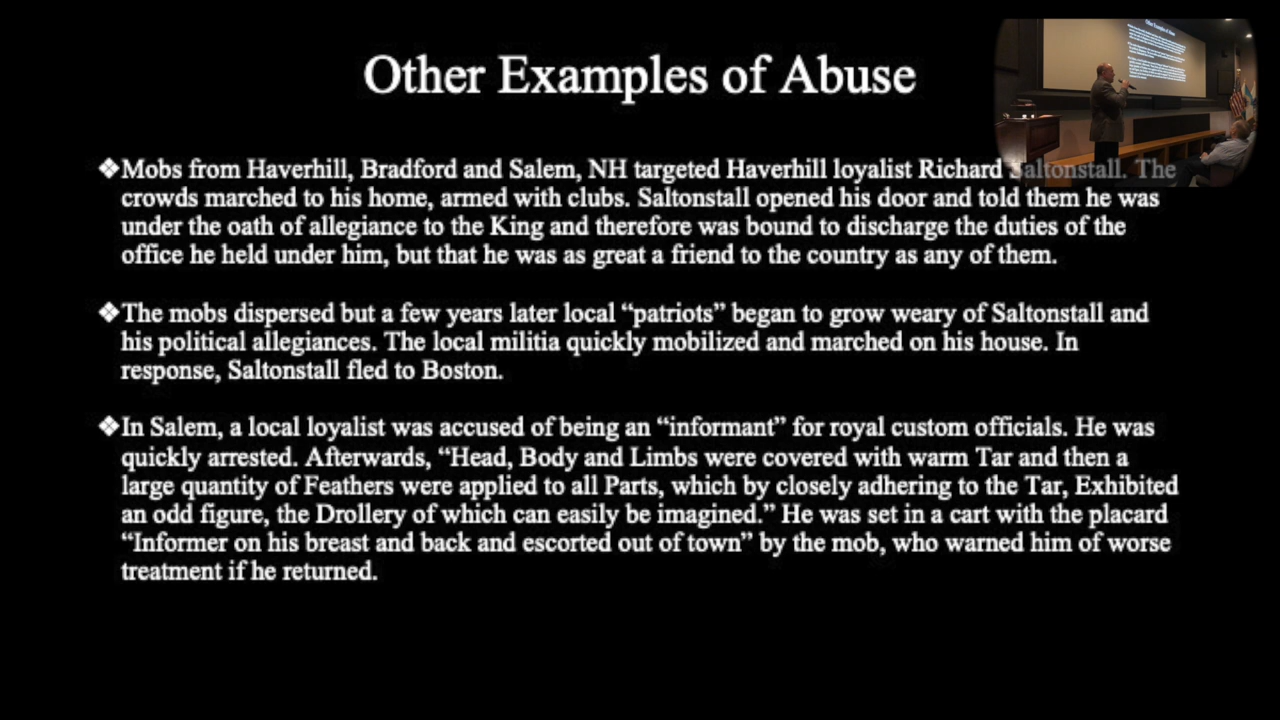 Other Examples of Abuse
❖Mobs from Haverhill, Bradford and Salem, NH targeted Haverhill loyalist Richard Saltonstall. The
crowds marched to his home, armed with clubs. Saltonstall opened his door and told them he was
under the oath of allegiance to the King and therefore was bound to discharge the duties of the
office he held under him, but that he was as great a friend to the country as any of them.
❖The mobs dispersed but a few years later local “patriots” began to grow weary of Saltonstall and
his political allegiances. The local militia quickly mobilized and marched on his house. In
response, Saltonstall fled to Boston.
❖In Salem, a local loyalist was accused of being an “informant” for royal custom officials. He was
quickly arrested. Afterwards, “Head, Body and Limbs were covered with warm Tar and then a
large quantity of Feathers were applied to all Parts, which by closely adhering to the Tar, Exhibited
an odd figure, the Drollery of which can easily be imagined.” He was set in a cart with the placard
“Informer on his breast and back and escorted out of town” by the mob, who warned him of worse
treatment if he returned.